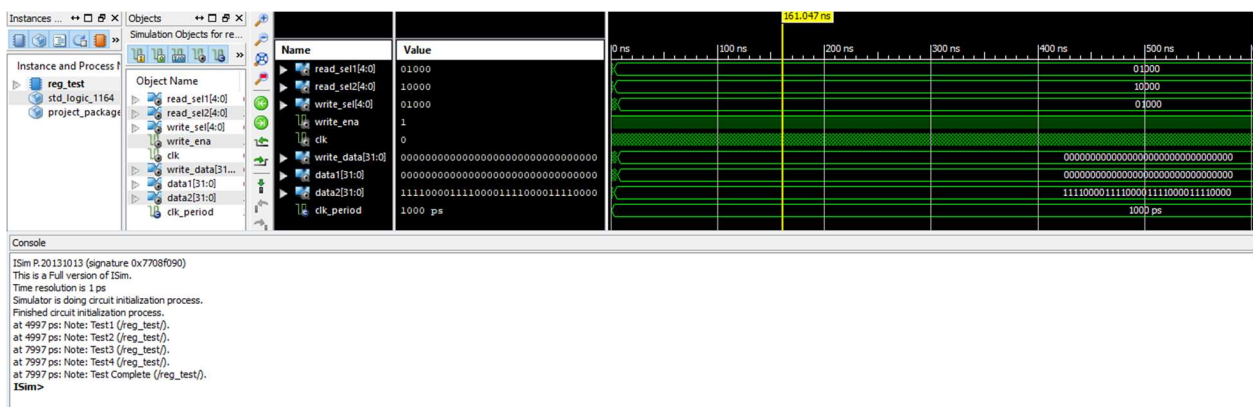 Instances ...
Objects
Simulation Objects for re...
Instance and Process N
reg_test
std_logic_1164
project_package
Object Name
read_sel1[4:0]
read_sel2[4:0]
write_sel[4:0]
write_ena
clk
write_data[31...
data1[31:0]
data2[31:0]
clk_period
161.047 ns
Name Value
0 ns 100 ns 200 ns 300 ns 400 ns 500 ns
read_sel1[4:0] 01000 01000
read_sel2[4:0] 10000 10000
write_sel[4:0] 01000 01000
write_ena 1
clk 0
write_data[31:0] 00000000000000000000000000000000 00000000000000000000000000000000
data1[31:0] 00000000000000000000000000000000 00000000000000000000000000000000
data2[31:0] 11110000111100001111000011110000 11110000111100001111000011110000
clk_period 1000 ps 1000 ps
Console
ISim P.20131013 (signature 0x7708f090)
This is a Full version of ISim.
Time resolution is 1 ps
Simulator is doing circuit initialization process.
Finished circuit initialization process.
at 4997 ps: Note: Test1 (/reg_test/).
at 4997 ps: Note: Test2 (/reg_test/).
at 7997 ps: Note: Test3 (/reg_test/).
at 7997 ps: Note: Test4 (/reg_test/).
at 7997 ps: Note: Test Complete (/reg_test/).
ISim>